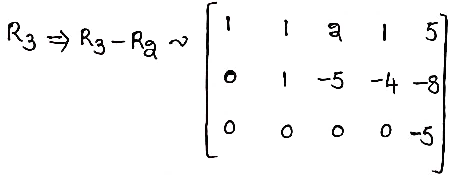 R₃ ⇒ R₃ - R₂ ~ [ 1 1 2 1 5
0 1 -5 -4 -8
0 0 0 0 -5 ]